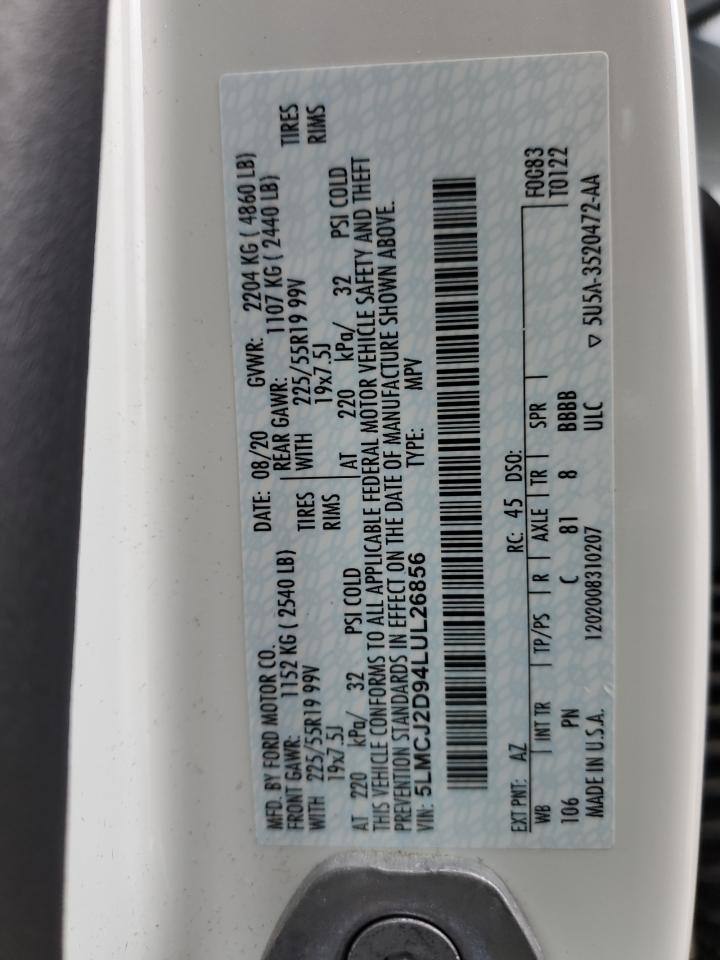 MFD. BY FORD MOTOR CO. DATE: 08/20 GVWR: 2204 KG ( 4860 LB)
FRONT GAWR: 1152 KG ( 2540 LB) REAR GAWR: 1107 KG ( 2440 LB)
WITH 225/55R19 99V TIRES WITH 225/55R19 99V TIRES
19x7.5J RIMS 19x7.5J RIMS
AT 220 kPa/ 32 PSI COLD AT 220 kPa/ 32 PSI COLD
THIS VEHICLE CONFORMS TO ALL APPLICABLE FEDERAL MOTOR VEHICLE SAFETY AND THEFT
PREVENTION STANDARDS IN EFFECT ON THE DATE OF MANUFACTURE SHOWN ABOVE.
VIN: 5LMCJ2D94LUL26856 TYPE: MPV
EXT PNT: AZ RC: 45 DSO: F0C83
WB INT TR TP/PS R AXLE TR SPR T0122
106 PN C 81 8 BBBB
MADE IN U.S.A. 1202008310207 ULC ▽ 5U5A-3520472-AA